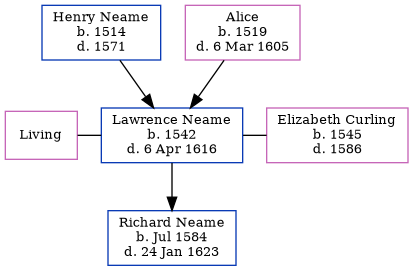 Henry Neame
b. 1514
d. 1571
Alice
b. 1519
d. 6 Mar 1605
Living
Lawrence Neame
b. 1542
d. 6 Apr 1616
Elizabeth Curling
b. 1545
d. 1586
Richard Neame
b. Jul 1584
d. 24 Jan 1623